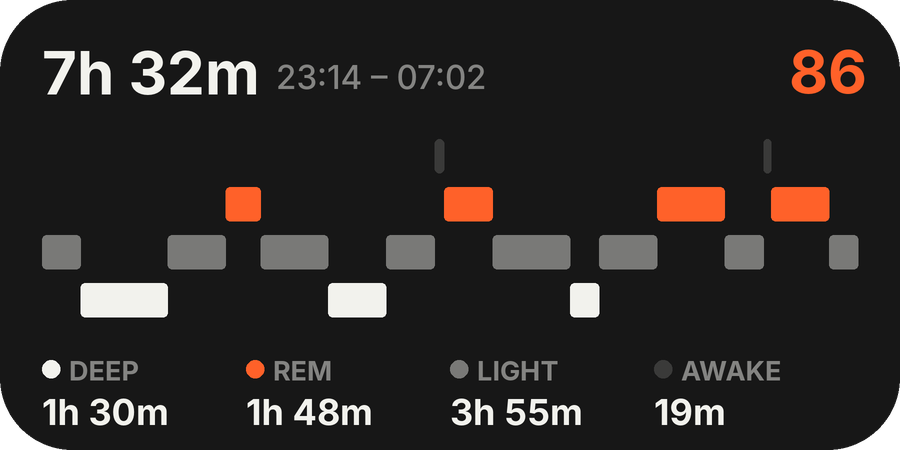 7h 32m 23:14 – 07:02 86
DEEP REM LIGHT AWAKE
1h 30m 1h 48m 3h 55m 19m